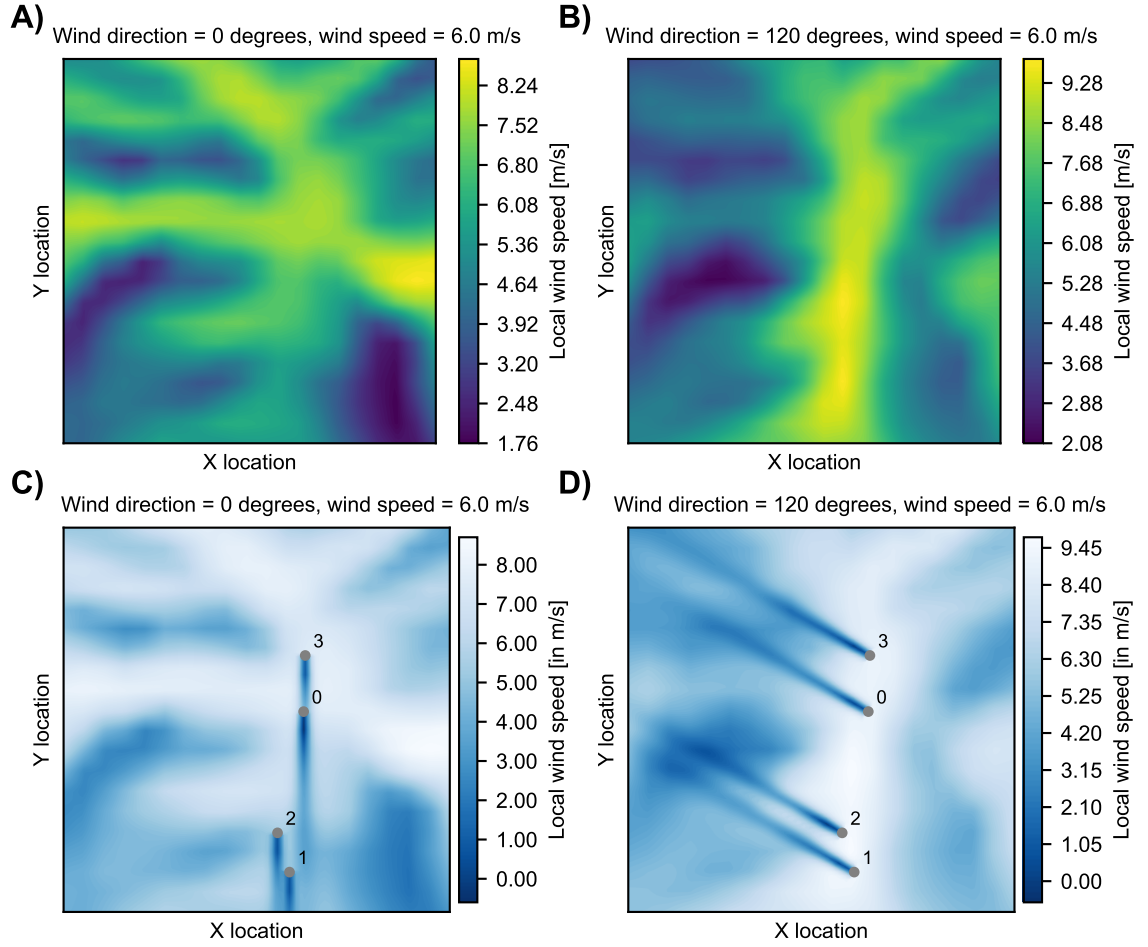 A)
Wind direction = 0 degrees, wind speed = 6.0 m/s
Y location
X location
8.24
7.52
6.80
6.08
5.36
4.64
3.92
3.20
2.48
1.76
Local wind speed [m/s]
B)
Wind direction = 120 degrees, wind speed = 6.0 m/s
Y location
X location
9.28
8.48
7.68
6.88
6.08
5.28
4.48
3.68
2.88
2.08
Local wind speed [m/s]
C)
Wind direction = 0 degrees, wind speed = 6.0 m/s
Y location
3
0
2
1
X location
8.00
7.00
6.00
5.00
4.00
3.00
2.00
1.00
0.00
Local wind speed [in m/s]
D)
Wind direction = 120 degrees, wind speed = 6.0 m/s
Y location
3
0
2
1
X location
9.45
8.40
7.35
6.30
5.25
4.20
3.15
2.10
1.05
0.00
Local wind speed [in m/s]